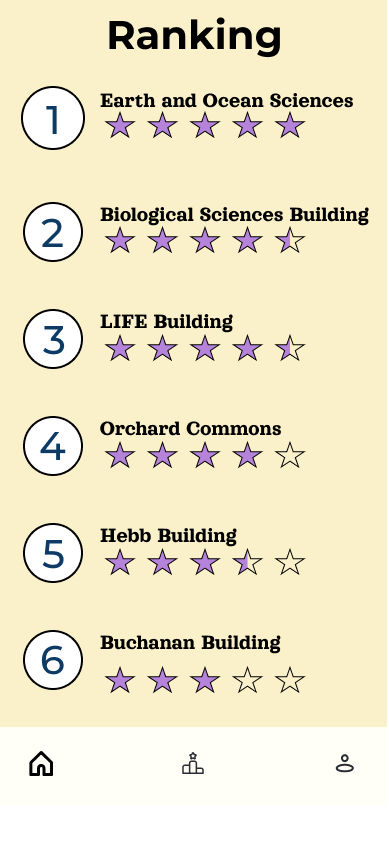 Ranking
1
Earth and Ocean Sciences
2
Biological Sciences Building
3
LIFE Building
4
Orchard Commons
5
Hebb Building
6
Buchanan Building